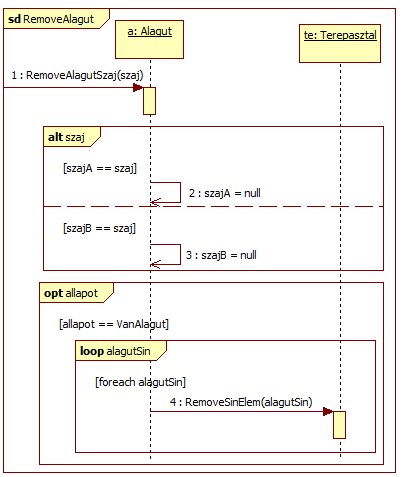 sd RemoveAlagut
a: Alagut
te: Terepasztal
1 : RemoveAlagutSzaj(szaj)
alt szaj
[szajA == szaj]
2 : szajA = null
[szajB == szaj]
3 : szajB = null
opt allapot
[allapot == VanAlagut]
loop alagutSin
[foreach alagutSin]
4 : RemoveSinElem(alagutSin)